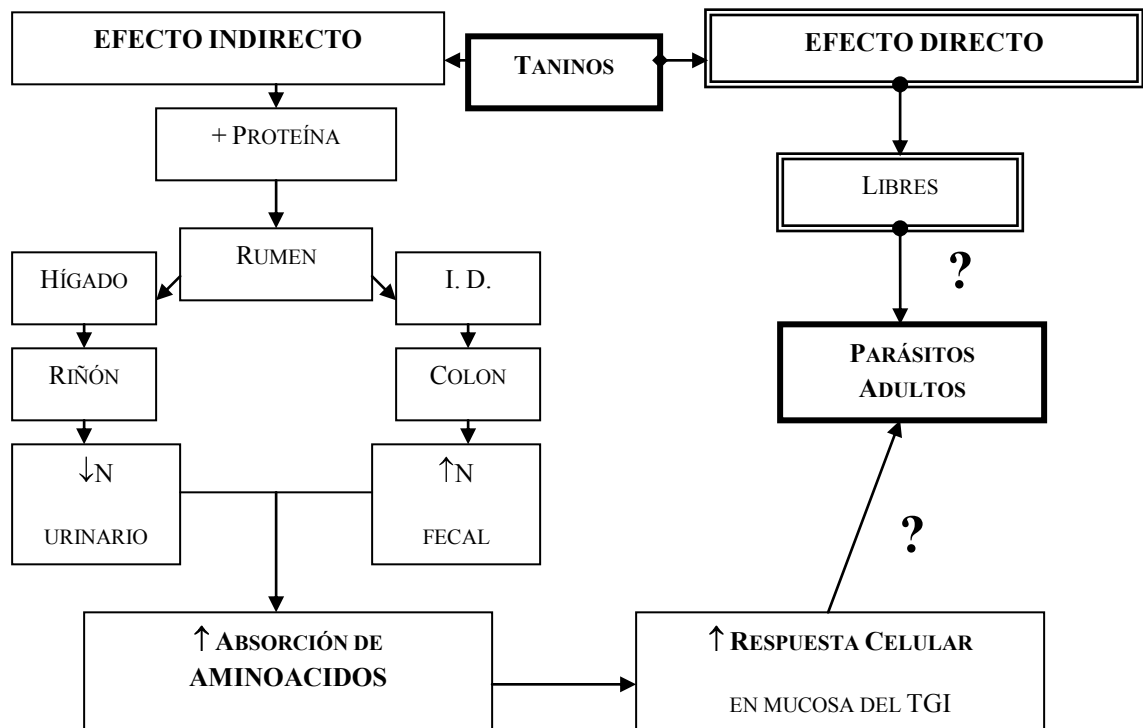 EFECTO INDIRECTO
TANINOS
EFECTO DIRECTO
+ PROTEÍNA
LIBRES
RUMEN
HÍGADO
I. D.
?
RIÑÓN
COLON
PARÁSITOS
ADULTOS
↓N
URINARIO
↑N
FECAL
?
↑ ABSORCIÓN DE
AMINOACIDOS
↑ RESPUESTA CELULAR
EN MUCOSA DEL TGI